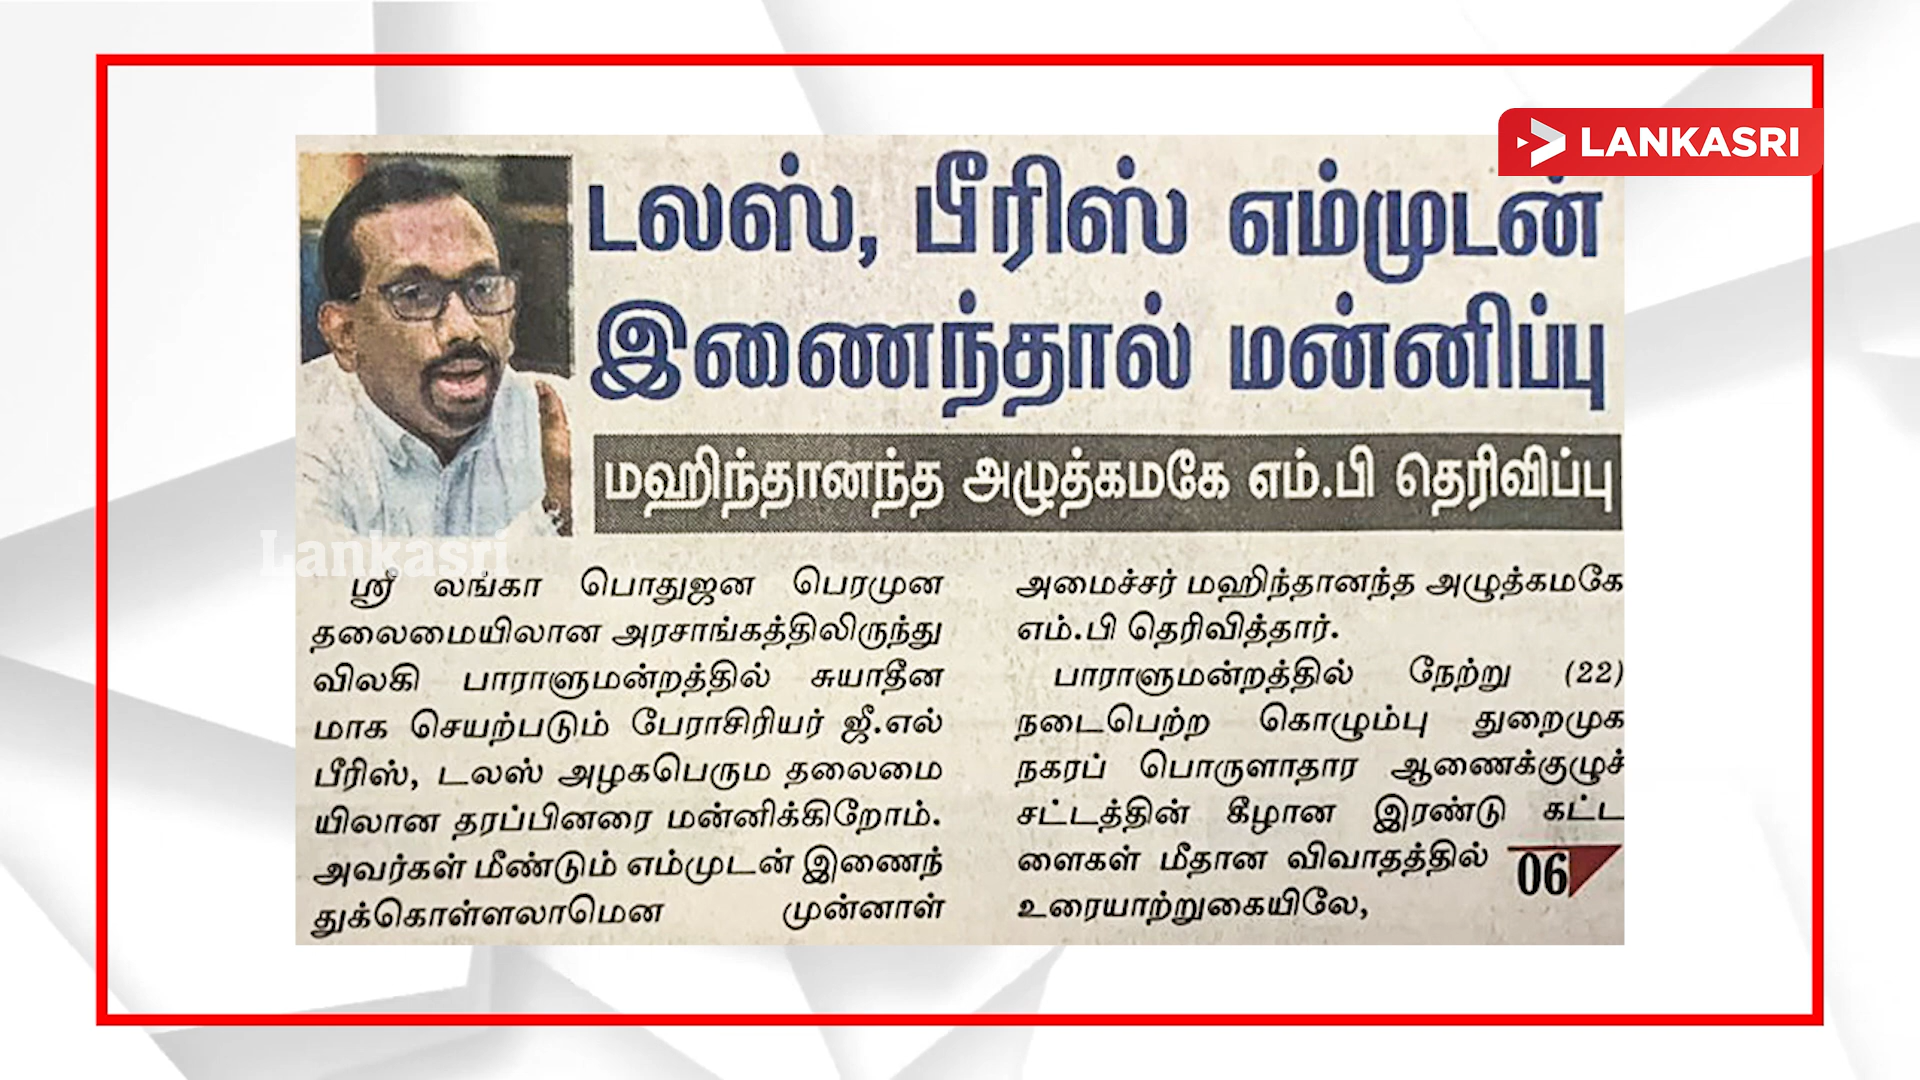 LANKASRI
டலஸ், பீரிஸ் எம்முடன்
இணைந்தால் மன்னிப்பு
மஹிந்தானந்த அழுத்கமகே எம்.பி தெரிவிப்பு
Lankasri
ஸ்ரீ லங்கா பொதுஜன பெரமுன
தலைமையிலான அரசாங்கத்திலிருந்து
விலகி பாராளுமன்றத்தில் சுயாதீன
மாக செயற்படும் பேராசிரியர் ஜீ.எல்
பீரிஸ், டலஸ் அழகபெரும தலைமை
யிலான தரப்பினரை மன்னிக்கிறோம்.
அவர்கள் மீண்டும் எம்முடன் இணைந்
துக்கொள்ளலாமென முன்னாள்
அமைச்சர் மஹிந்தானந்த அழுத்கமகே
எம்.பி தெரிவித்தார்.
பாராளுமன்றத்தில் நேற்று (22)
நடைபெற்ற கொழும்பு துறைமுக
நகரப் பொருளாதார ஆணைக்குழுச்
சட்டத்தின் கீழான இரண்டு கட்ட
ளைகள் மீதான விவாதத்தில்
உரையாற்றுகையிலே,
06